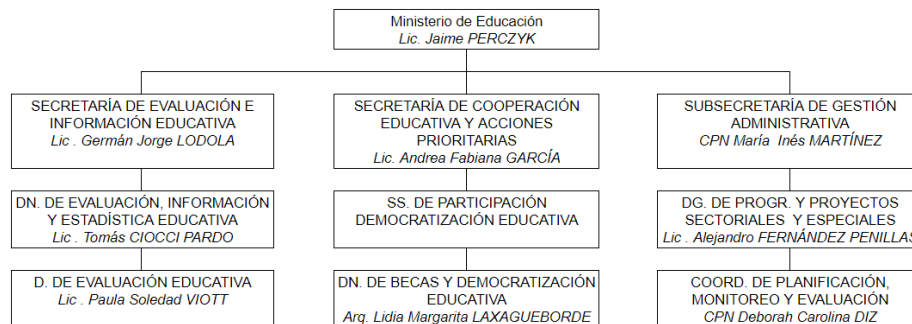 Ministerio de Educación
Lic. Jaime PERCZYK
SECRETARÍA DE EVALUACIÓN E
INFORMACIÓN EDUCATIVA
Lic . Germán Jorge LODOLA
SECRETARÍA DE COOPERACIÓN
EDUCATIVA Y ACCIONES
PRIORITARIAS
Lic. Andrea Fabiana GARCÍA
SUBSECRETARÍA DE GESTIÓN
ADMINISTRATIVA
CPN María Inés MARTÍNEZ
DN. DE EVALUACIÓN, INFORMACIÓN
Y ESTADÍSTICA EDUCATIVA
Lic . Tomás CIOCCI PARDO
SS. DE PARTICIPACIÓN
DEMOCRATIZACIÓN EDUCATIVA
DG. DE PROGR. Y PROYECTOS
SECTORIALES Y ESPECIALES
Lic . Alejandro FERNÁNDEZ PENILLAS
D. DE EVALUACIÓN EDUCATIVA
Lic . Paula Soledad VIOTT
DN. DE BECAS Y DEMOCRATIZACIÓN
EDUCATIVA
Arq. Lidia Margarita LAXAGUEBORDE
COORD. DE PLANIFICACIÓN,
MONITOREO Y EVALUACIÓN
CPN Deborah Carolina DIZ